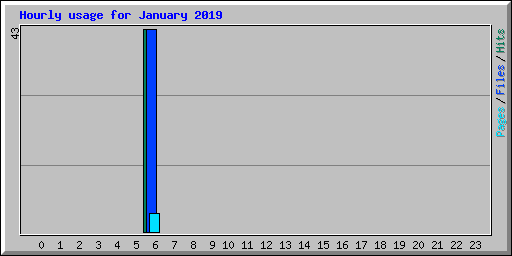 Hourly usage for January 2019
43
Pages/Files/Hits
0 1 2 3 4 5 6 7 8 9 10 11 12 13 14 15 16 17 18 19 20 21 22 23